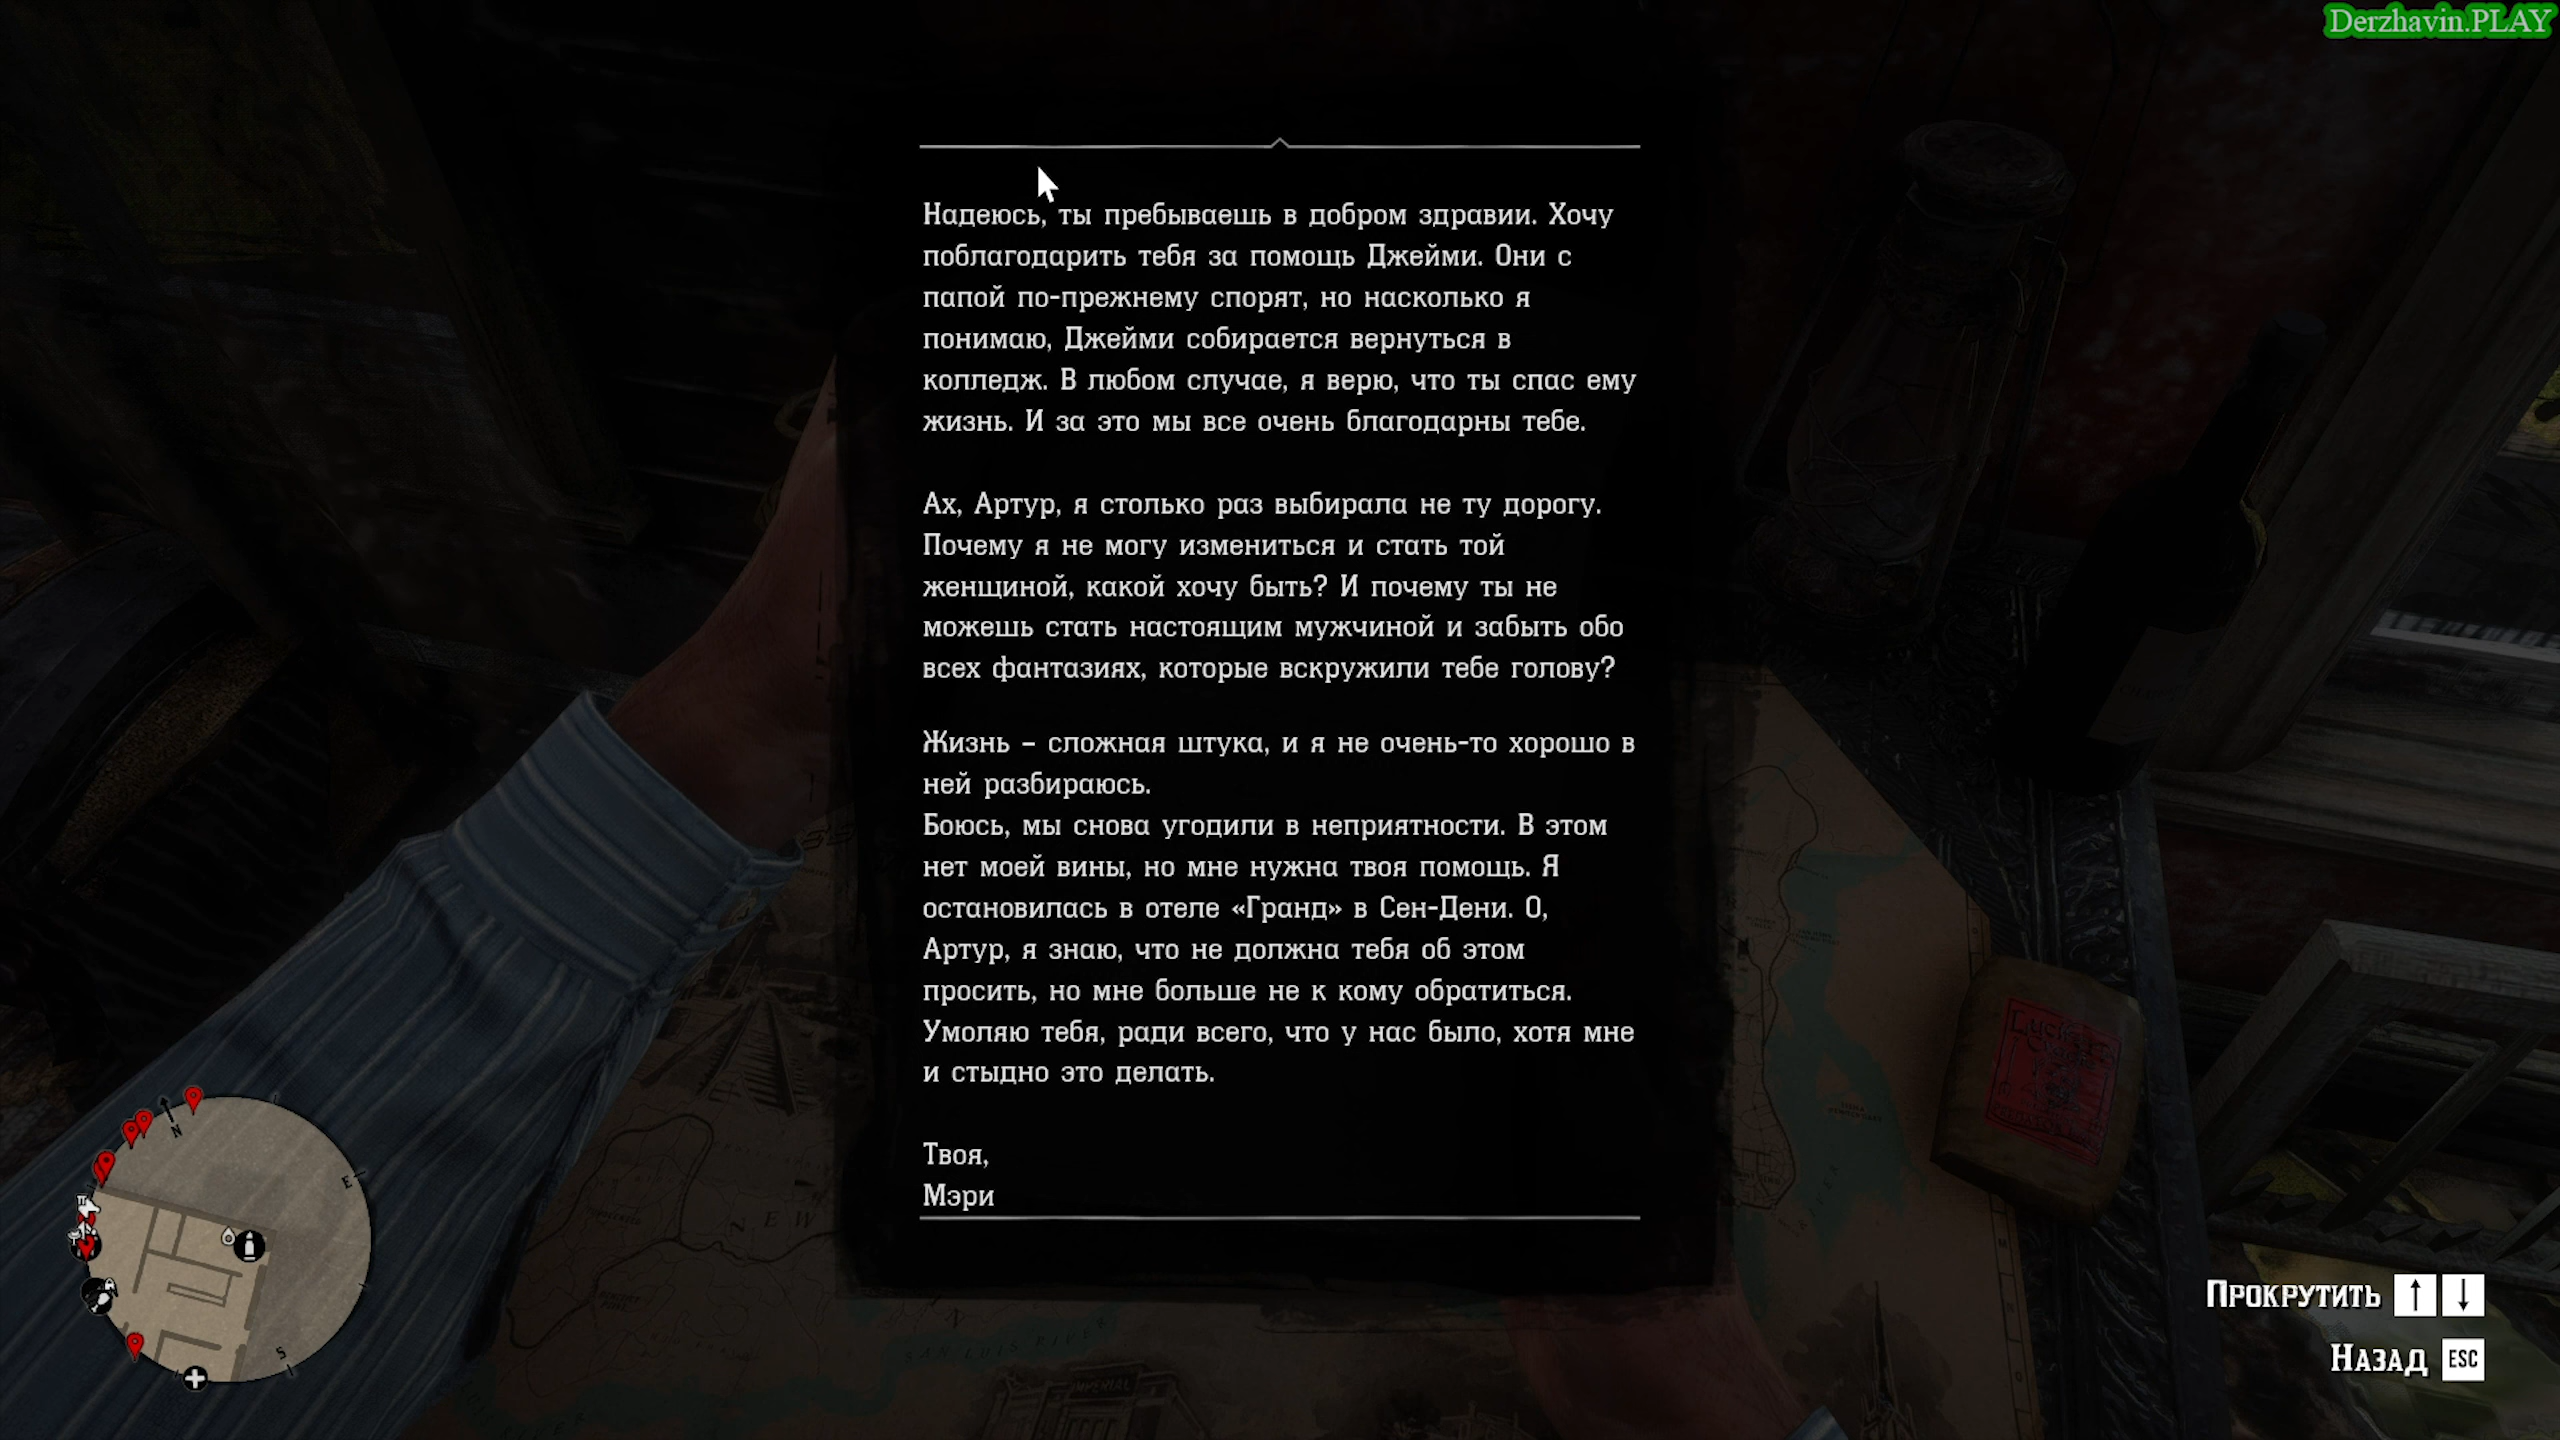 Derzhavin.PLAY
Надеюсь, ты пребываешь в добром здравии. Хочу
поблагодарить тебя за помощь Джейми. Они с
папой по-прежнему спорят, но насколько я
понимаю, Джейми собирается вернуться в
колледж. В любом случае, я верю, что ты спас ему
жизнь. И за это мы все очень благодарны тебе.
Ах, Артур, я столько раз выбирала не ту дорогу.
Почему я не могу измениться и стать той
женщиной, какой хочу быть? И почему ты не
можешь стать настоящим мужчиной и забыть обо
всех фантазиях, которые вскружили тебе голову?
Жизнь – сложная штука, и я не очень-то хорошо в
ней разбираюсь.
Боюсь, мы снова угодили в неприятности. В этом
нет моей вины, но мне нужна твоя помощь. Я
остановилась в отеле «Гранд» в Сен-Дени. О,
Артур, я знаю, что не должна тебя об этом
просить, но мне больше не к кому обратиться.
Умоляю тебя, ради всего, что у нас было, хотя мне
и стыдно это делать.
Твоя,
Мэри
N
E
S
NEW
SAN LUIS RIVER
IMPERIAL
Прокрутить ↑ ↓
Назад ESC